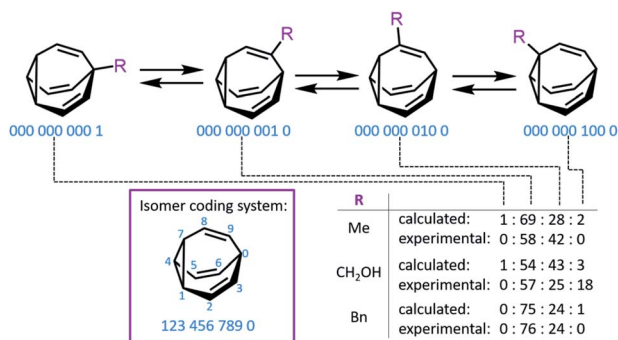 R
R
R
R
000 000 000 1
000 000 001 0
000 000 010 0
000 000 100 0
Isomer coding system:
8
7
9
4
5
6
0
1
3
2
123 456 789 0
R
Me
calculated: 1 : 69 : 28 : 2
experimental: 0 : 58 : 42 : 0
CH₂OH
calculated: 1 : 54 : 43 : 3
experimental: 0 : 57 : 25 : 18
Bn
calculated: 0 : 75 : 24 : 1
experimental: 0 : 76 : 24 : 0